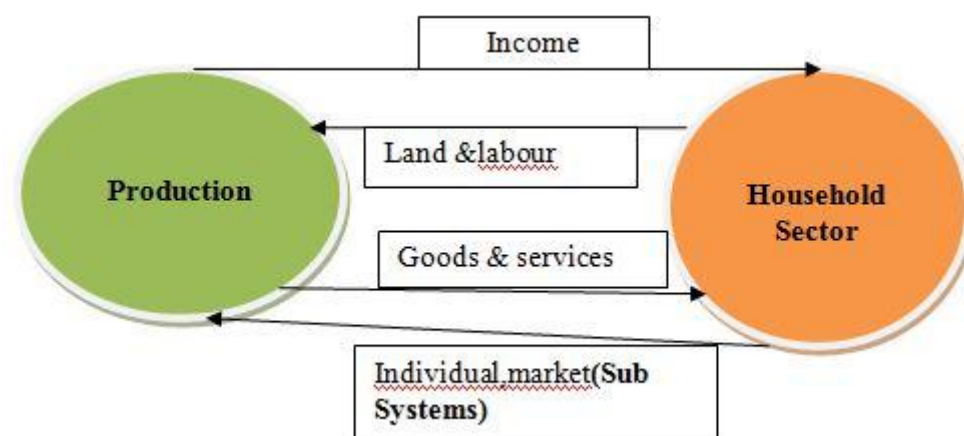 Income
Land &labour
Production
Household
Sector
Goods & services
Individual,market(Sub
Systems)